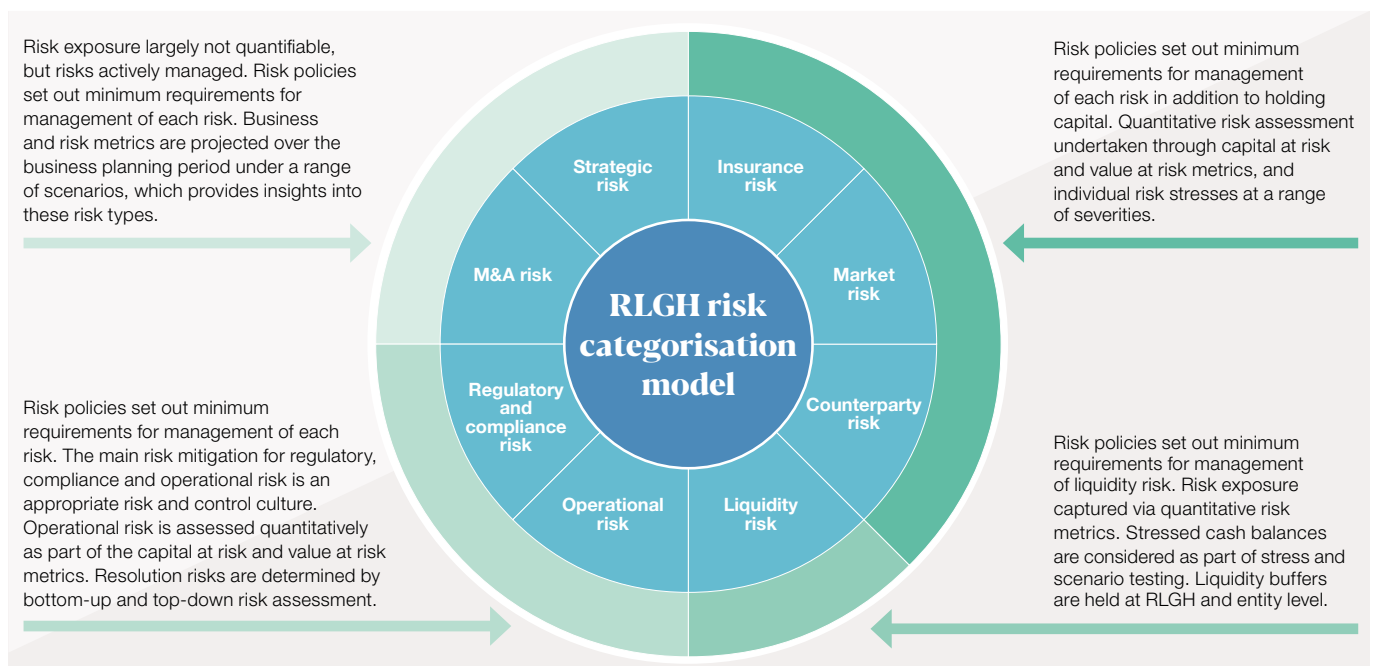 Risk exposure largely not quantifiable,
but risks actively managed. Risk policies
set out minimum requirements for
management of each risk. Business
and risk metrics are projected over the
business planning period under a range
of scenarios, which provides insights into
these risk types.
Risk policies set out minimum
requirements for management
of each risk in addition to holding
capital. Quantitative risk assessment
undertaken through capital at risk
and value at risk metrics, and
individual risk stresses at a range
of severities.
Strategic
risk
Insurance
risk
M&A risk
Market
risk
RLGH risk
categorisation
model
Regulatory
and
compliance
risk
Counterparty
risk
Operational
risk
Liquidity
risk
Risk policies set out minimum
requirements for management of each
risk. The main risk mitigation for regulatory,
compliance and operational risk is an
appropriate risk and control culture.
Operational risk is assessed quantitatively
as part of the capital at risk and value at risk
metrics. Resolution risks are determined by
bottom-up and top-down risk assessment.
Risk policies set out minimum
requirements for management
of liquidity risk. Risk exposure
captured via quantitative risk
metrics. Stressed cash balances
are considered as part of stress and
scenario testing. Liquidity buffers
are held at RLGH and entity level.